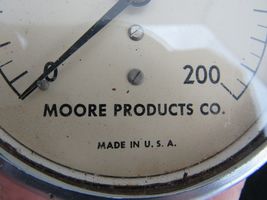 0 200
MOORE PRODUCTS CO.
MADE IN U. S. A.